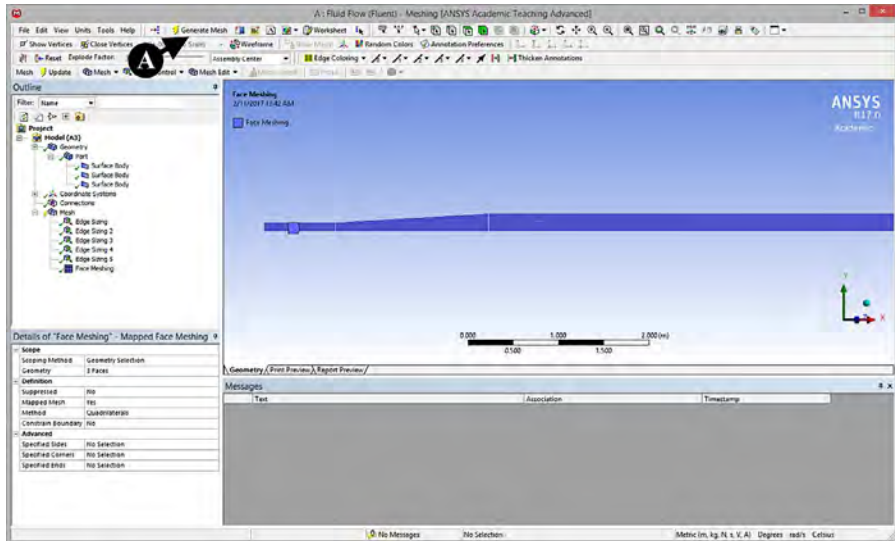 A : Fluid Flow (Fluent) - Meshing [ANSYS Academic Teaching Advanced]
File Edit View Units Tools Help
Generate Mesh
Worksheet
Show Vertices
Close Vertices
Wireframe
Random Colors
Annotation Preferences
A
Reset
Explode Factor:
Assembly Center
Edge Coloring
Thicken Annotations
Mesh
Update
Mesh
Mesh Edit
Outline
Filter: Name
Project
Model (A3)
Geometry
Part
Surface Body
Surface Body
Surface Body
Coordinate Systems
Connections
Mesh
Edge Sizing
Edge Sizing 2
Edge Sizing 3
Edge Sizing 4
Edge Sizing 5
Face Meshing
Face Meshing
Face Meshing
ANSYS
R17.0
Academic
Y
X
0.000 1.000 2.000 (m)
0.500 1.500
Geometry Print Preview Report Preview
Details of "Face Meshing" - Mapped Face Meshing
Scope
Scoping Method Geometry Selection
Geometry 3 Faces
Definition
Suppressed No
Mapped Mesh Yes
Method Quadrilaterals
Constrain Boundary No
Advanced
Specified Sides No Selection
Specified Corners No Selection
Specified Ends No Selection
Messages
Text Association Timestamp
No Messages No Selection Metric (m, kg, N, s, V, A) Degrees rad/s Celsius